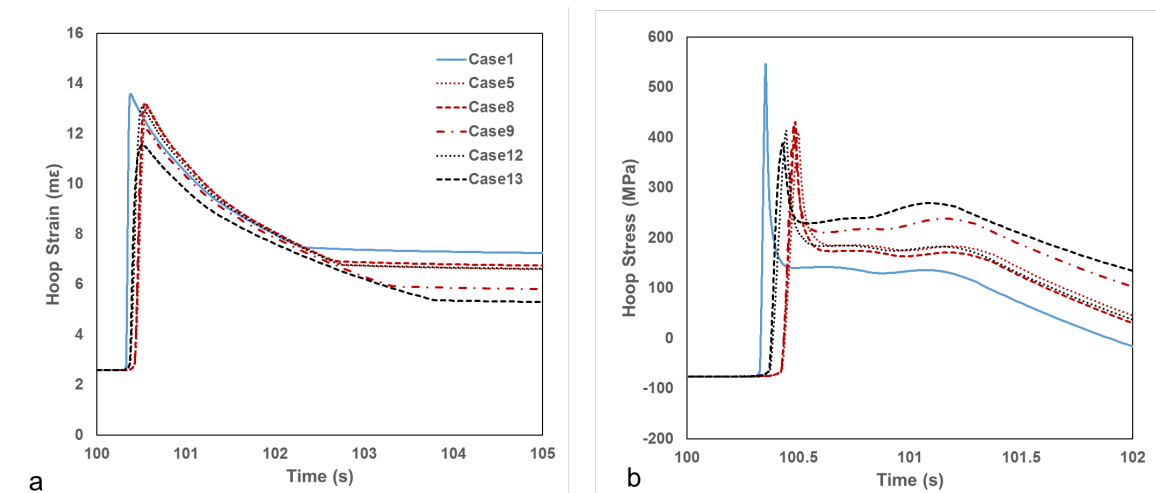 16
14
12
10
8
6
4
2
0
Hoop Strain (mε)
Case1
Case5
Case8
Case9
Case12
Case13
100
101
102
103
104
105
Time (s)
a
600
500
400
300
200
100
0
-100
-200
Hoop Stress (MPa)
100
100.5
101
101.5
102
Time (s)
b